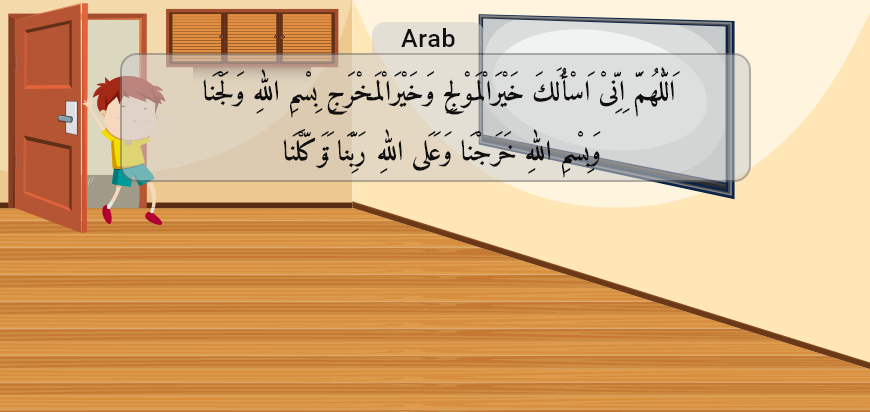 Arab
اَللّٰهُمَّ اِنِّىْ اَسْأَلُكَ خَيْرَالْمَوْلِجِ وَخَيْرَالْمَخْرَجِ بِسْمِ اللهِ وَلَجْنَا
وَبِسْمِ اللهِ خَرَجْنَا وَعَلَى اللهِ رَبِّنَا تَوَكَّلْنَا